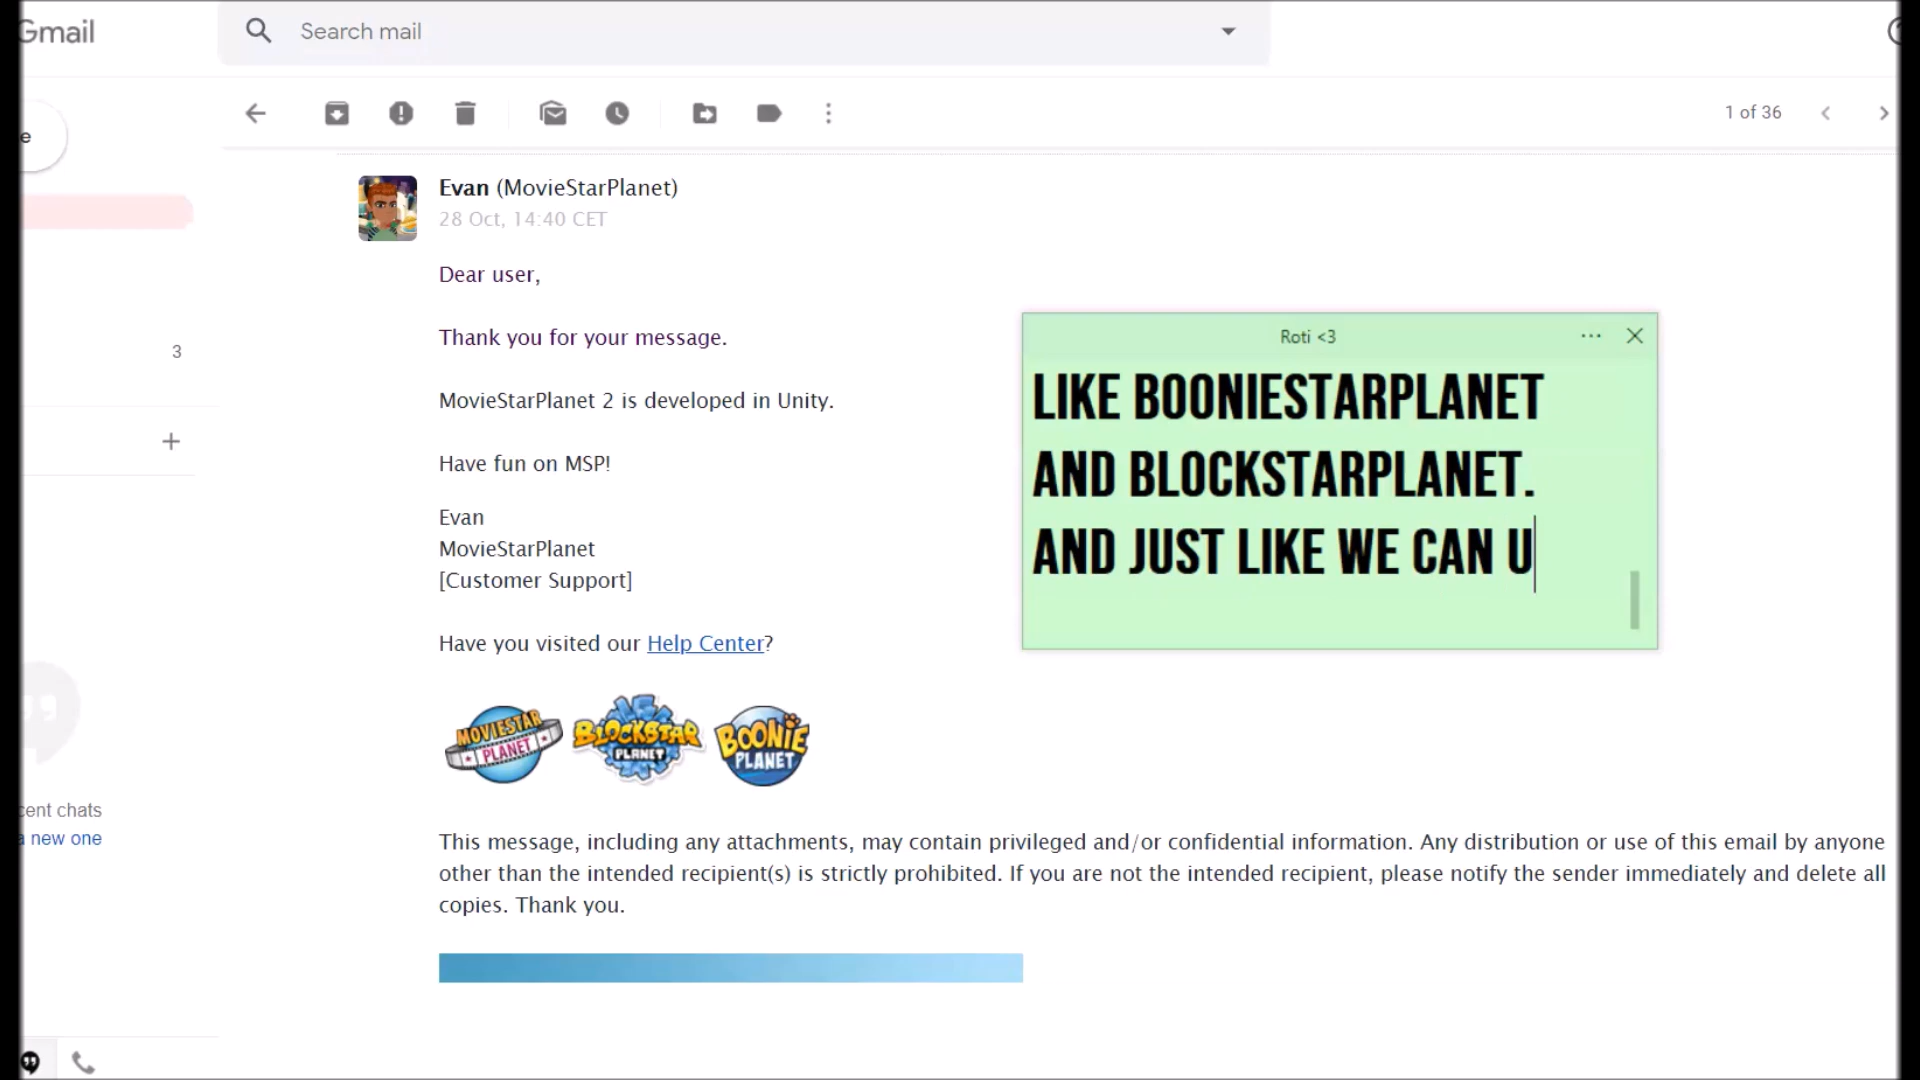 Gmail
Search mail
1 of 36
e
Evan (MovieStarPlanet)
28 Oct, 14:40 CET
Dear user,
Thank you for your message.
MovieStarPlanet 2 is developed in Unity.
Have fun on MSP!
Evan
MovieStarPlanet
[Customer Support]
Have you visited our Help Center?
MOVIESTAR
PLANET
BLOCKSTAR
PLANET
BOONIE
PLANET
This message, including any attachments, may contain privileged and/or confidential information. Any distribution or use of this email by anyone
other than the intended recipient(s) is strictly prohibited. If you are not the intended recipient, please notify the sender immediately and delete all
copies. Thank you.
Roti <3
LIKE BOONIESTARPLANET
AND BLOCKSTARPLANET.
AND JUST LIKE WE CAN U
3
+
cent chats
a new one